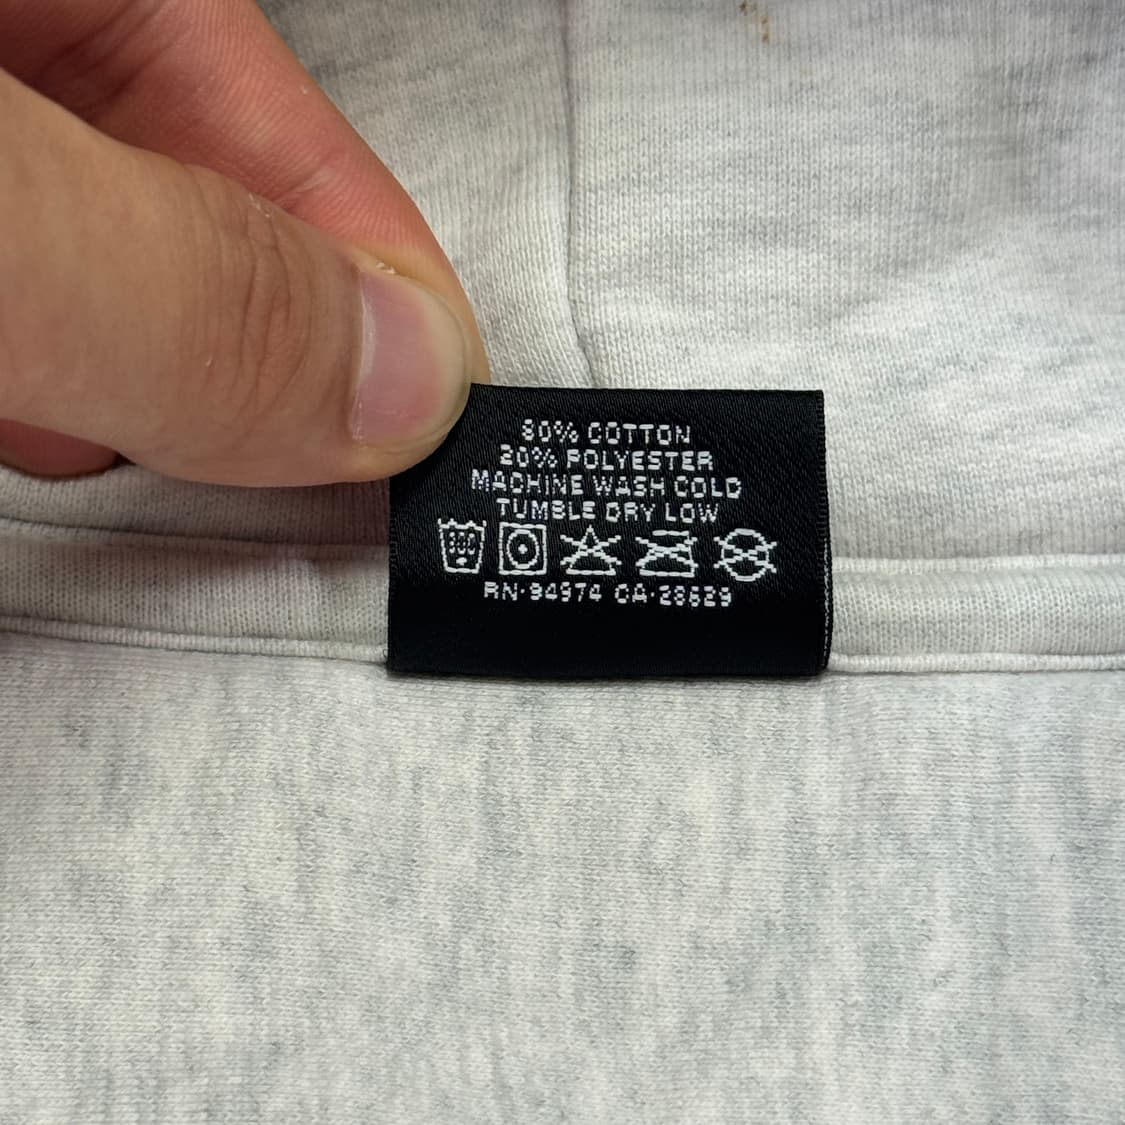 80% COTTON
20% POLYESTER
MACHINE WASH COLD
TUMBLE DRY LOW
RN·94974 CA·28629